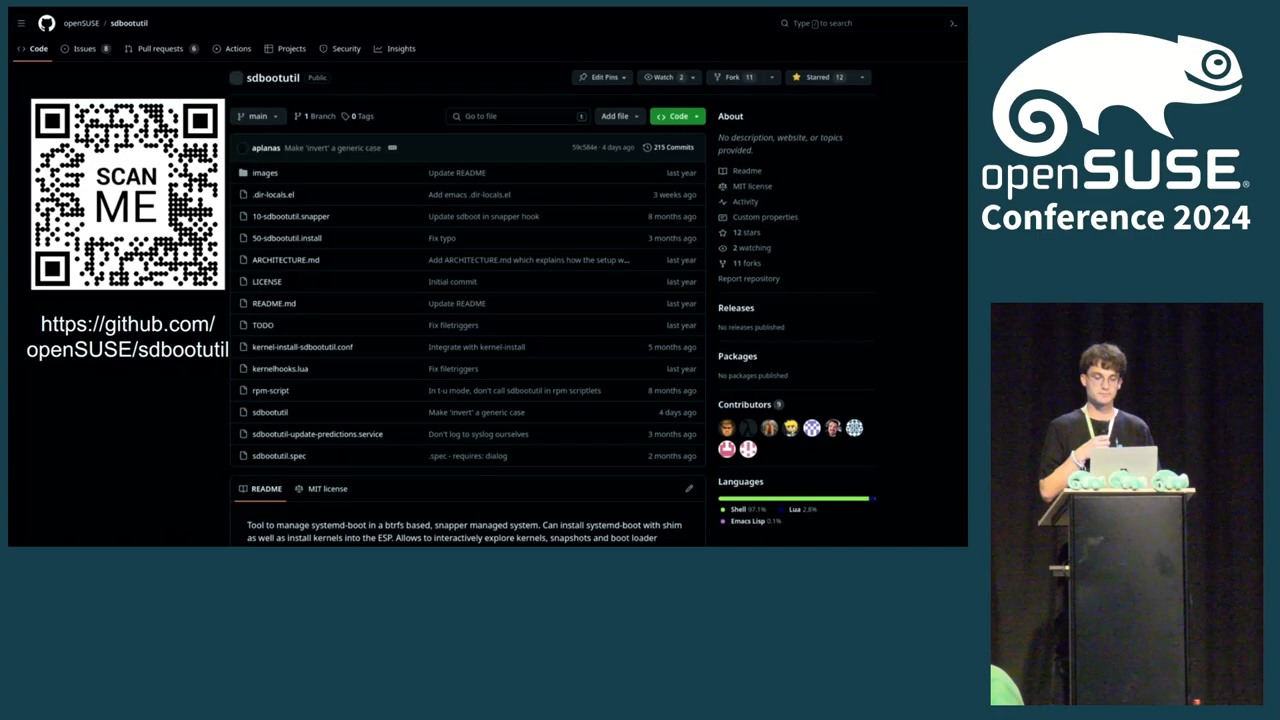 openSUSE / sdbootutil
Type / to search
Code
Issues 8
Pull requests 6
Actions
Projects
Security
Insights
sdbootutil Public
Edit Pins
Watch 2
Fork 11
Starred 12
main
1 Branch
0 Tags
Go to file
t
Add file
Code
aplanas Make 'invert' a generic case
59c584e · 4 days ago
215 Commits
images Update README last year
.dir-locals.el Add emacs .dir-locals.el 3 weeks ago
10-sdbootutil.snapper Update sdboot in snapper hook 8 months ago
50-sdbootutil.install Fix typo 3 months ago
ARCHITECTURE.md Add ARCHITECTURE.md which explains how the setup w... last year
LICENSE Initial commit last year
README.md Update README last year
TODO Fix filetriggers last year
kernel-install-sdbootutil.conf Integrate with kernel-install 5 months ago
kernelhooks.lua Fix filetriggers last year
rpm-script In t-u mode, don't call sdbootutil in rpm scriptlets 8 months ago
sdbootutil Make 'invert' a generic case 4 days ago
sdbootutil-update-predictions.service Don't log to syslog ourselves 3 months ago
sdbootutil.spec .spec - requires: dialog 2 months ago
README
MIT license
Tool to manage systemd-boot in a btrfs based, snapper managed system. Can install systemd-boot with shim
as well as install kernels into the ESP. Allows to interactively explore kernels, snapshots and boot loader
About
No description, website, or topics
provided.
Readme
MIT license
Activity
Custom properties
12 stars
2 watching
11 forks
Report repository
Releases
No releases published
Packages
No packages published
Contributors 9
Languages
Shell 97.1%
Lua 2.8%
Emacs Lisp 0.1%
SCAN
ME
https://github.com/
openSUSE/sdbootutil
openSUSE®
Conference 2024